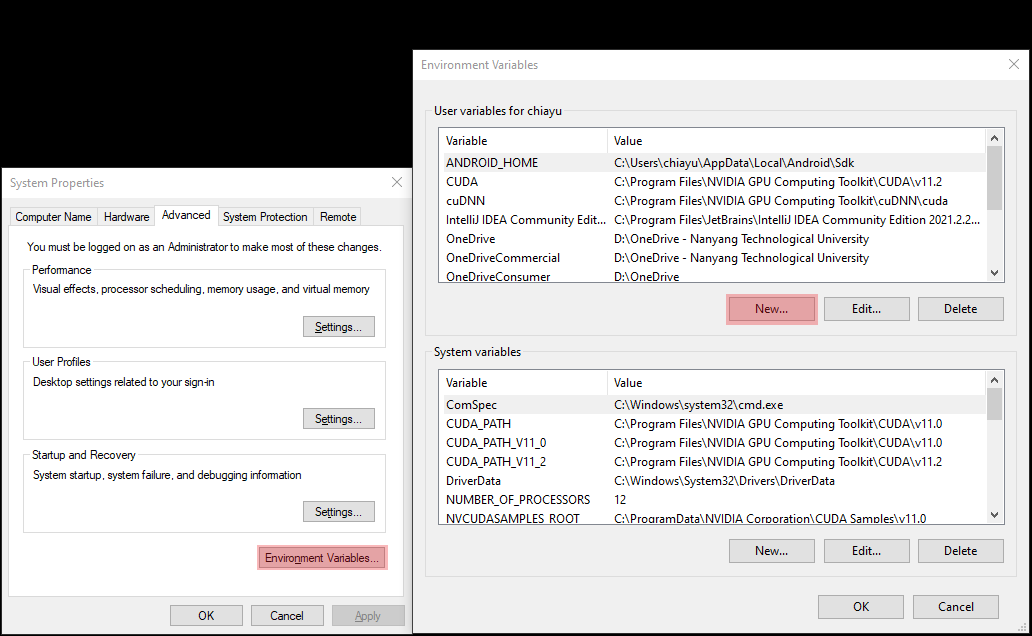 System Properties
Computer Name Hardware Advanced System Protection Remote
You must be logged on as an Administrator to make most of these changes.
Performance
Visual effects, processor scheduling, memory usage, and virtual memory
Settings...
User Profiles
Desktop settings related to your sign-in
Settings...
Startup and Recovery
System startup, system failure, and debugging information
Settings...
Environment Variables...
OK Cancel Apply
Environment Variables
User variables for chiayu
Variable Value
ANDROID_HOME C:\Users\chiayu\AppData\Local\Android\Sdk
CUDA C:\Program Files\NVIDIA GPU Computing Toolkit\CUDA\v11.2
cuDNN C:\Program Files\NVIDIA GPU Computing Toolkit\cuDNN\cuda
IntelliJ IDEA Community Edit... C:\Program Files\JetBrains\IntelliJ IDEA Community Edition 2021.2.2...
OneDrive D:\OneDrive - Nanyang Technological University
OneDriveCommercial D:\OneDrive - Nanyang Technological University
OneDriveConsumer D:\OneDrive
New... Edit... Delete
System variables
Variable Value
ComSpec C:\Windows\system32\cmd.exe
CUDA_PATH C:\Program Files\NVIDIA GPU Computing Toolkit\CUDA\v11.0
CUDA_PATH_V11_0 C:\Program Files\NVIDIA GPU Computing Toolkit\CUDA\v11.0
CUDA_PATH_V11_2 C:\Program Files\NVIDIA GPU Computing Toolkit\CUDA\v11.2
DriverData C:\Windows\System32\Drivers\DriverData
NUMBER_OF_PROCESSORS 12
NVCUDASAMPLES_ROOT C:\ProgramData\NVIDIA Corporation\CUDA Samples\v11.0
New... Edit... Delete
OK Cancel